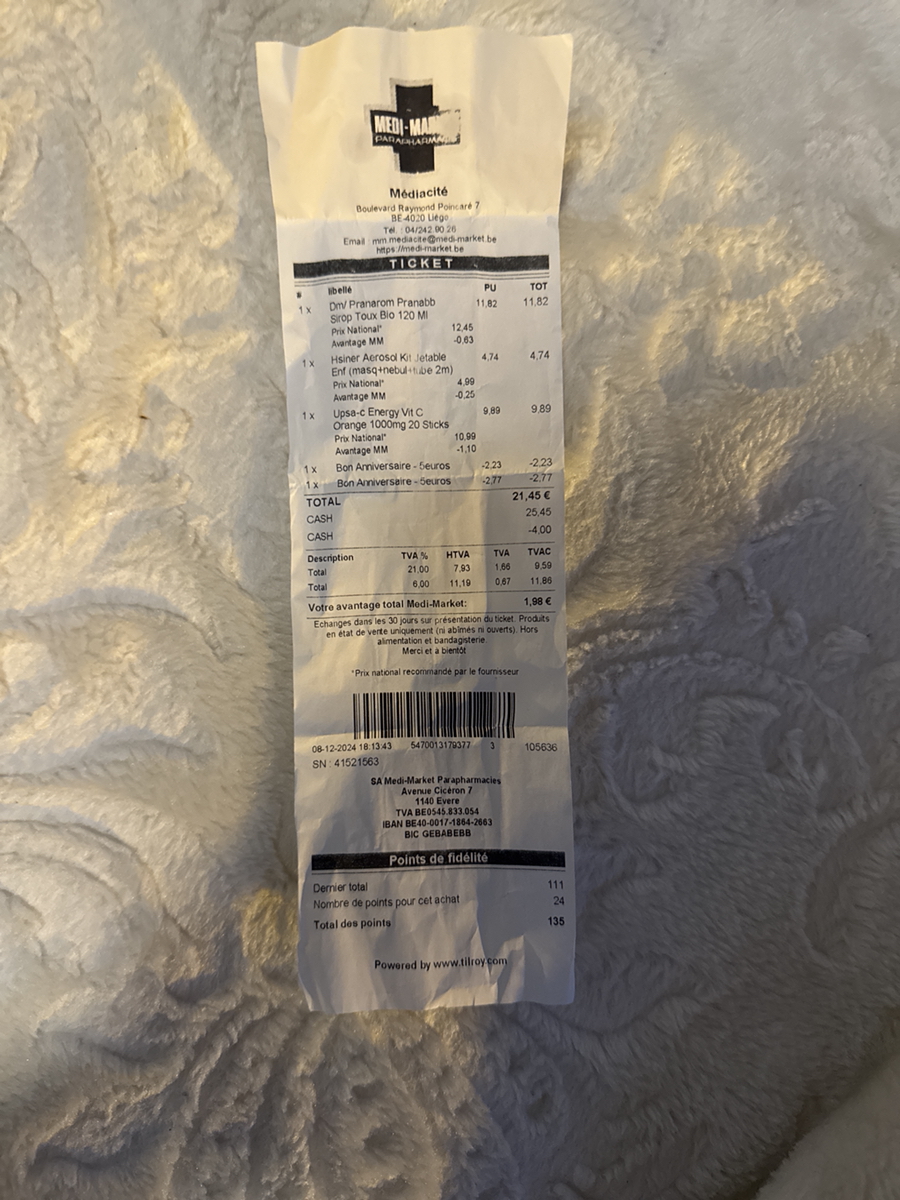 MEDI-MARKET
PARAPHARMACIES
Médiacité
Boulevard Raymond Poincaré 7
BE-4020 Liège
Tél. : 04/242.90.26
Email : mm.mediacite@medi-market.be
https://medi-market.be
TICKET
# libellé PU TOT
1 x Dm/ Pranarom Pranabb 11,82 11,82
Sirop Toux Bio 120 Ml
Prix National* 12,45
Avantage MM -0,63
1 x Hsiner Aerosol Kit Jetable 4,74 4,74
Enf (masq+nebul+tube 2m)
Prix National* 4,99
Avantage MM -0,25
1 x Upsa-c Energy Vit C 9,89 9,89
Orange 1000mg 20 Sticks
Prix National* 10,99
Avantage MM -1,10
1 x Bon Anniversaire - 5euros -2,23 -2,23
1 x Bon Anniversaire - 5euros -2,77 -2,77
TOTAL 21,45 €
CASH 25,45
CASH -4,00
Description TVA % HTVA TVA TVAC
Total 21,00 7,93 1,66 9,59
Total 6,00 11,19 0,67 11,86
Votre avantage total Medi-Market: 1,98 €
Echanges dans les 30 jours sur présentation du ticket. Produits
en état de vente uniquement (ni abîmés ni ouverts). Hors
alimentation et bandagisterie.
Merci et à bientôt
*Prix national recommandé par le fournisseur
08-12-2024 18:13:43 5470013179377 3 105636
SN : 41521563
SA Medi-Market Parapharmacies
Avenue Cicéron 7
1140 Evere
TVA BE0545.833.054
IBAN BE40-0017-1864-2663
BIC GEBABEBB
Points de fidélité
Dernier total 111
Nombre de points pour cet achat 24
Total des points 135
Powered by www.tilroy.com